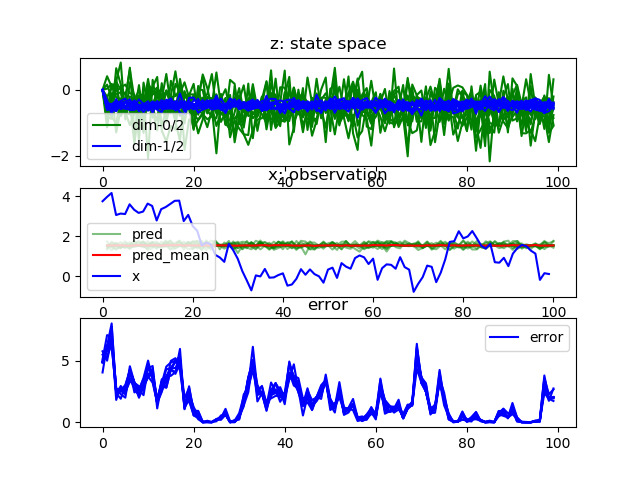 z: state space
0
−2
dim-0/2
dim-1/2
0 20 40 60 80 100
x: observation
4
2
0
pred
pred_mean
x
0 20 40 60 80 100
error
5
0
error
0 20 40 60 80 100